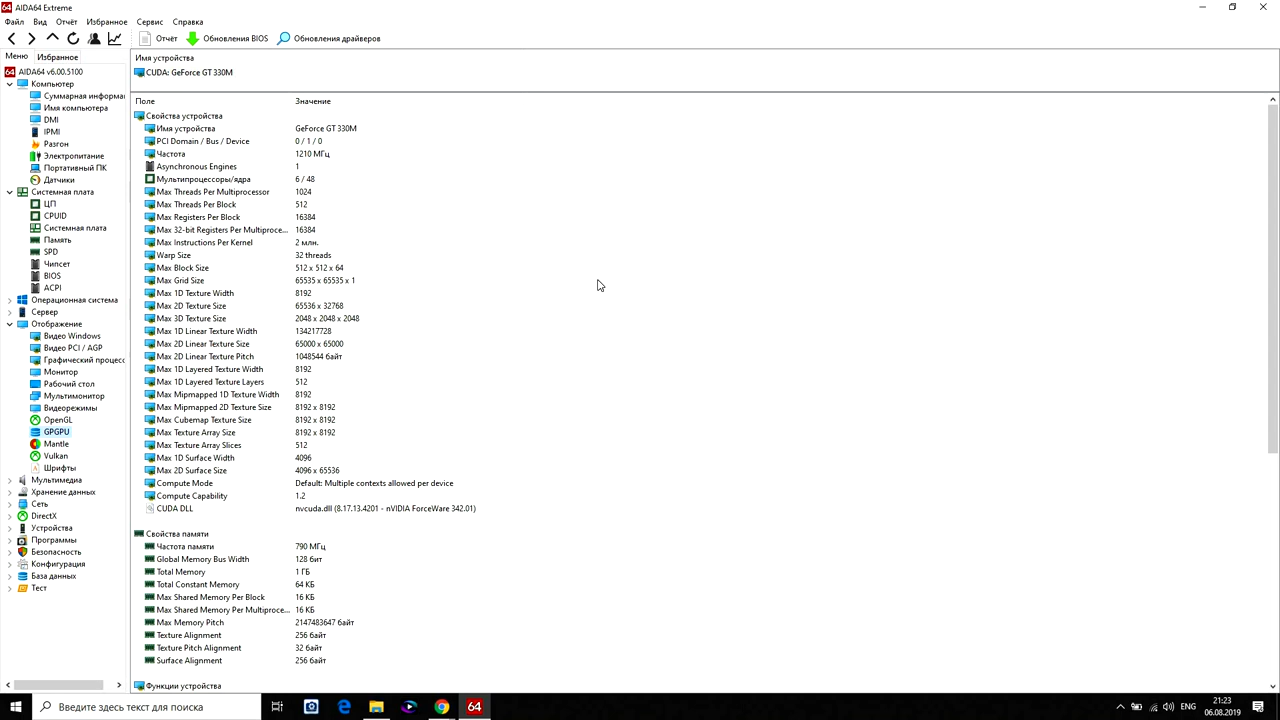 64 AIDA64 Extreme
Файл Вид Отчёт Избранное Сервис Справка
Отчёт Обновления BIOS Обновления драйверов
Меню Избранное
64 AIDA64 v6.00.5100
Компьютер
Суммарная информа
Имя компьютера
DMI
IPMI
Разгон
Электропитание
Портативный ПК
Датчики
Системная плата
ЦП
CPUID
Системная плата
Память
SPD
Чипсет
BIOS
ACPI
Операционная система
Сервер
Отображение
Видео Windows
Видео PCI / AGP
Графический процесс
Монитор
Рабочий стол
Мультимонитор
Видеорежимы
OpenGL
GPGPU
Mantle
Vulkan
Шрифты
Мультимедиа
Хранение данных
Сеть
DirectX
Устройства
Программы
Безопасность
Конфигурация
База данных
Тест
Имя устройства
CUDA: GeForce GT 330M
Поле Значение
Свойства устройства
Имя устройства GeForce GT 330M
PCI Domain / Bus / Device 0 / 1 / 0
Частота 1210 МГц
Asynchronous Engines 1
Мультипроцессоры/ядра 6 / 48
Max Threads Per Multiprocessor 1024
Max Threads Per Block 512
Max Registers Per Block 16384
Max 32-bit Registers Per Multiproce... 16384
Max Instructions Per Kernel 2 млн.
Warp Size 32 threads
Max Block Size 512 x 512 x 64
Max Grid Size 65535 x 65535 x 1
Max 1D Texture Width 8192
Max 2D Texture Size 65536 x 32768
Max 3D Texture Size 2048 x 2048 x 2048
Max 1D Linear Texture Width 134217728
Max 2D Linear Texture Size 65000 x 65000
Max 2D Linear Texture Pitch 1048544 байт
Max 1D Layered Texture Width 8192
Max 1D Layered Texture Layers 512
Max Mipmapped 1D Texture Width 8192
Max Mipmapped 2D Texture Size 8192 x 8192
Max Cubemap Texture Size 8192 x 8192
Max Texture Array Size 8192 x 8192
Max Texture Array Slices 512
Max 1D Surface Width 4096
Max 2D Surface Size 4096 x 65536
Compute Mode Default: Multiple contexts allowed per device
Compute Capability 1.2
CUDA DLL nvcuda.dll (8.17.13.4201 - nVIDIA ForceWare 342.01)
Свойства памяти
Частота памяти 790 МГц
Global Memory Bus Width 128 бит
Total Memory 1 ГБ
Total Constant Memory 64 КБ
Max Shared Memory Per Block 16 КБ
Max Shared Memory Per Multiproce... 16 КБ
Max Memory Pitch 2147483647 байт
Texture Alignment 256 байт
Texture Pitch Alignment 32 байт
Surface Alignment 256 байт
Функции устройства
Введите здесь текст для поиска
64
ENG
21:23
06.08.2019